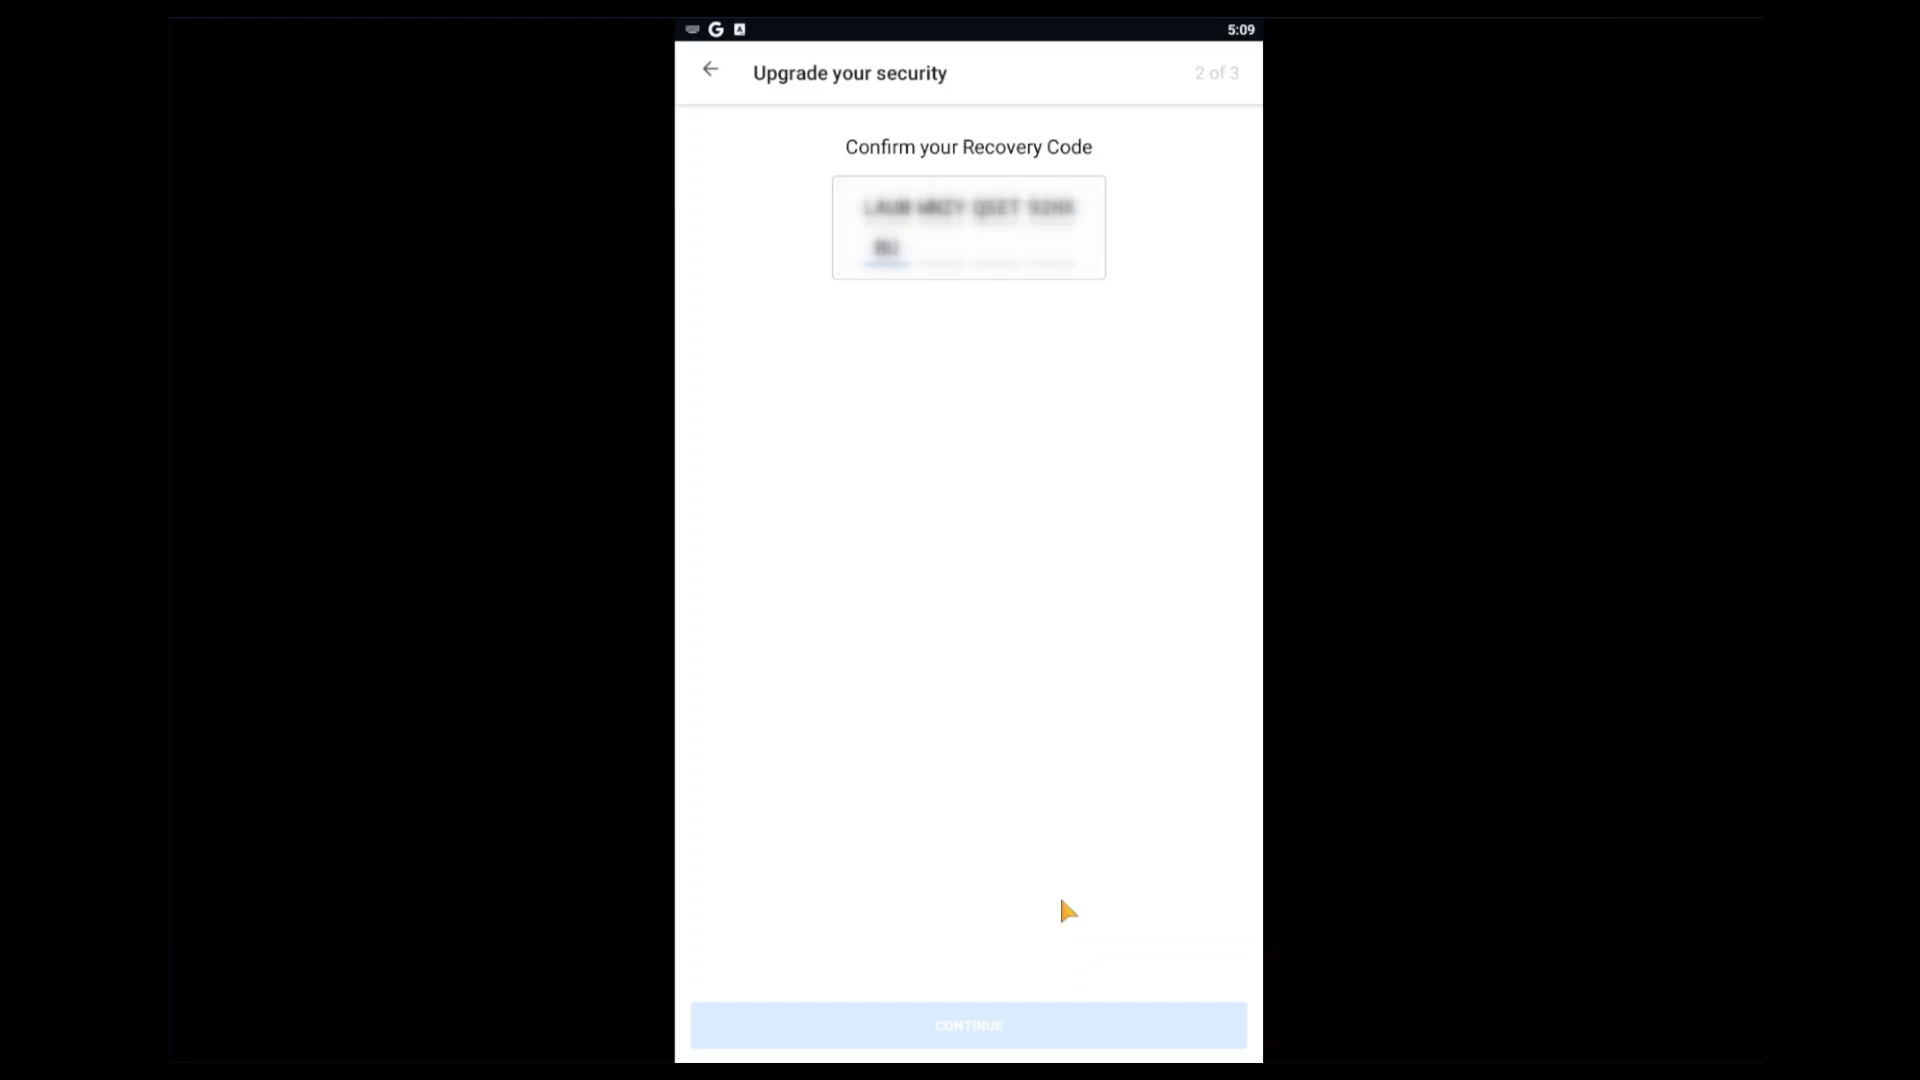 5:09
Upgrade your security
2 of 3
Confirm your Recovery Code
CONTINUE